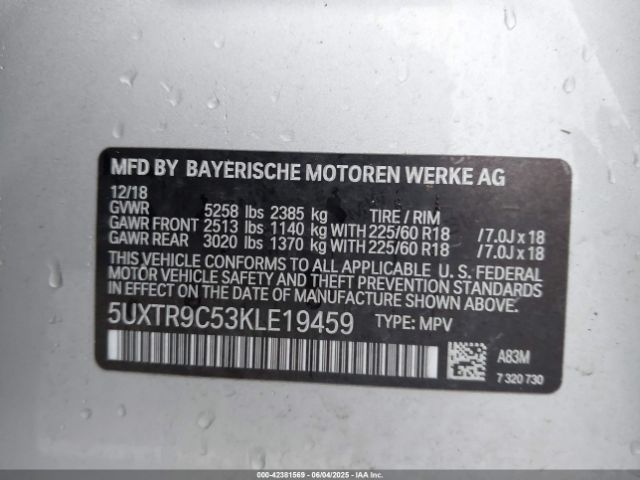 MFD BY BAYERISCHE MOTOREN WERKE AG
12/18
GVWR 5258 lbs 2385 kg TIRE / RIM
GAWR FRONT 2513 lbs 1140 kg WITH 225/60 R18 /7.0J x 18
GAWR REAR 3020 lbs 1370 kg WITH 225/60 R18 /7.0J x 18
THIS VEHICLE CONFORMS TO ALL APPLICABLE U. S. FEDERAL
MOTOR VEHICLE SAFETY AND THEFT PREVENTION STANDARDS
IN EFFECT ON THE DATE OF MANUFACTURE SHOWN ABOVE.
5UXTR9C53KLE19459 TYPE: MPV
A83M
7 320 730
000-42381569 - 06/04/2025 - IAAI.COM